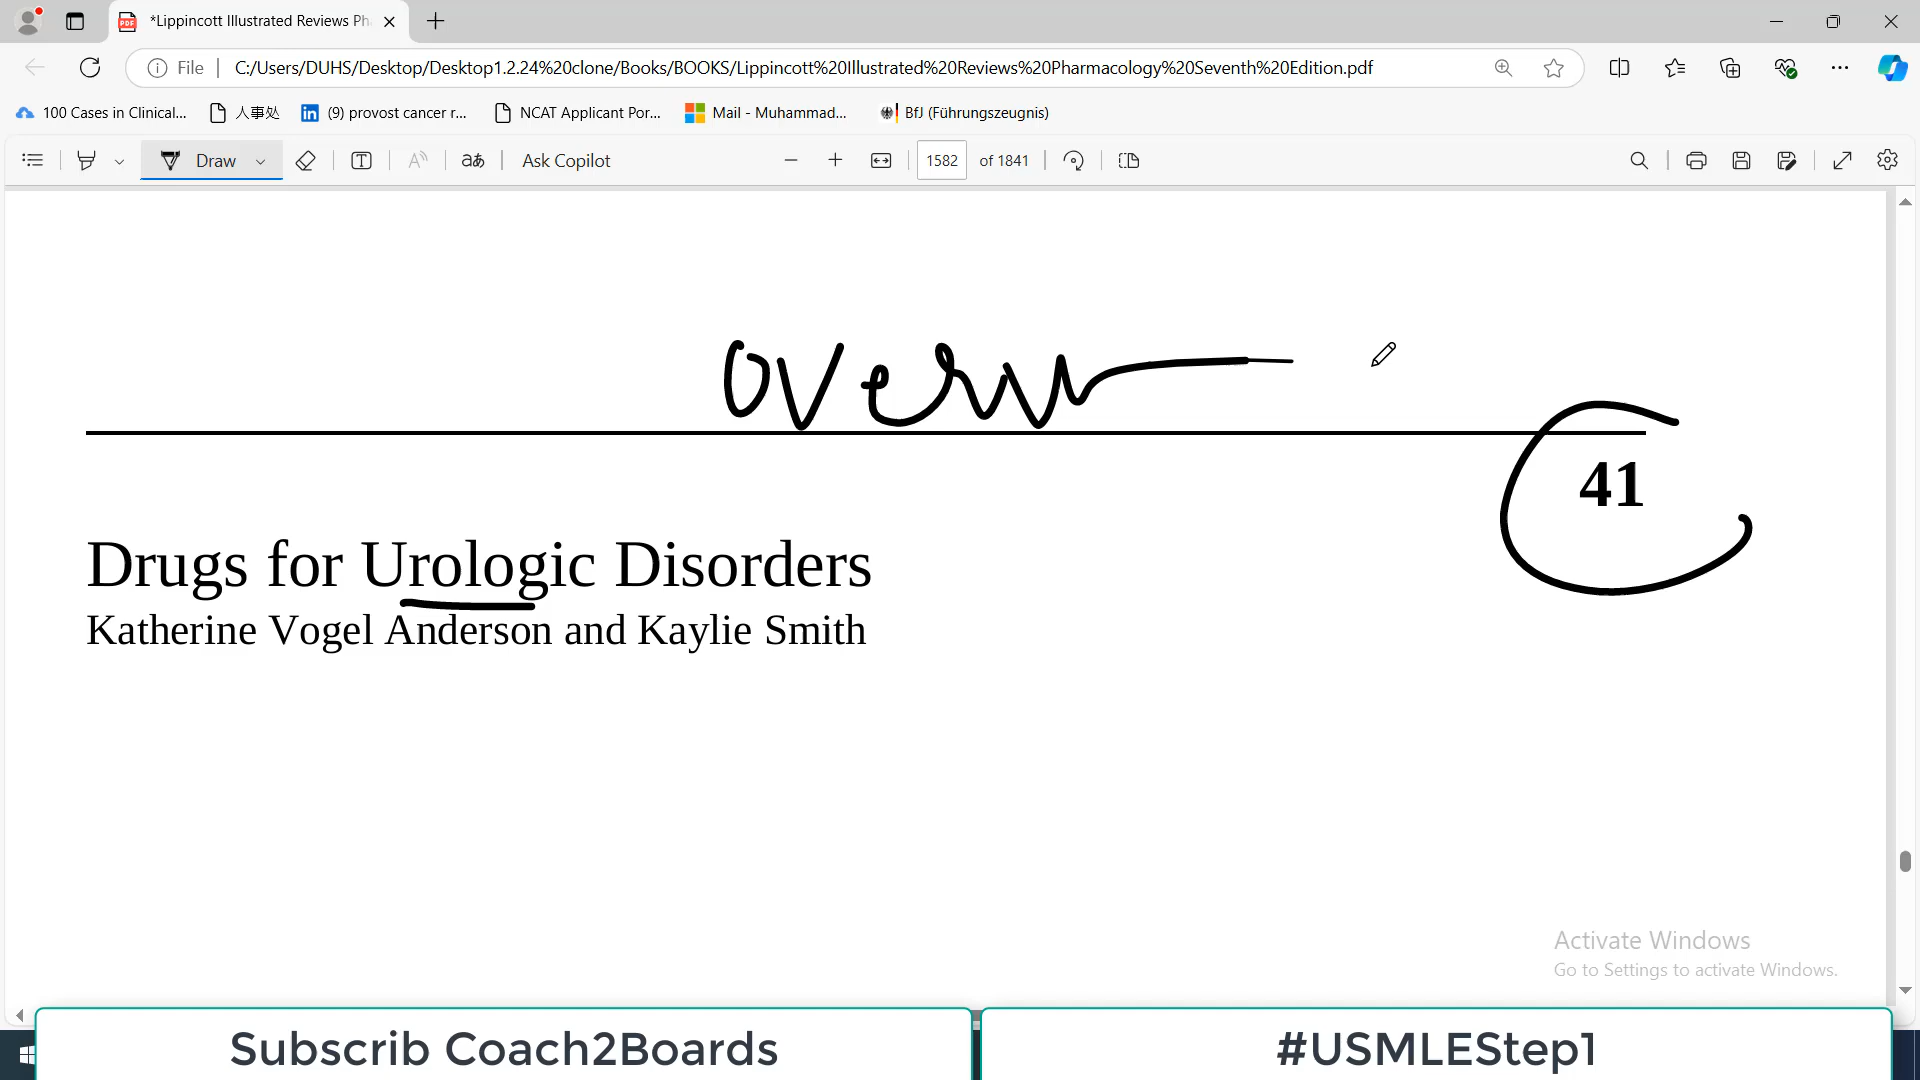 *Lippincott Illustrated Reviews Ph
File C:/Users/DUHS/Desktop/Desktop1.2.24%20clone/Books/BOOKS/Lippincott%20Illustrated%20Reviews%20Pharmacology%20Seventh%20Edition.pdf
100 Cases in Clinical... 人事处 (9) provost cancer r... NCAT Applicant Por... Mail - Muhammad... BfJ (Führungszeugnis)
Draw Ask Copilot 1582 of 1841
41
Drugs for Urologic Disorders
Katherine Vogel Anderson and Kaylie Smith
Activate Windows
Go to Settings to activate Windows.
Subscrib Coach2Boards
#USMLEStep1